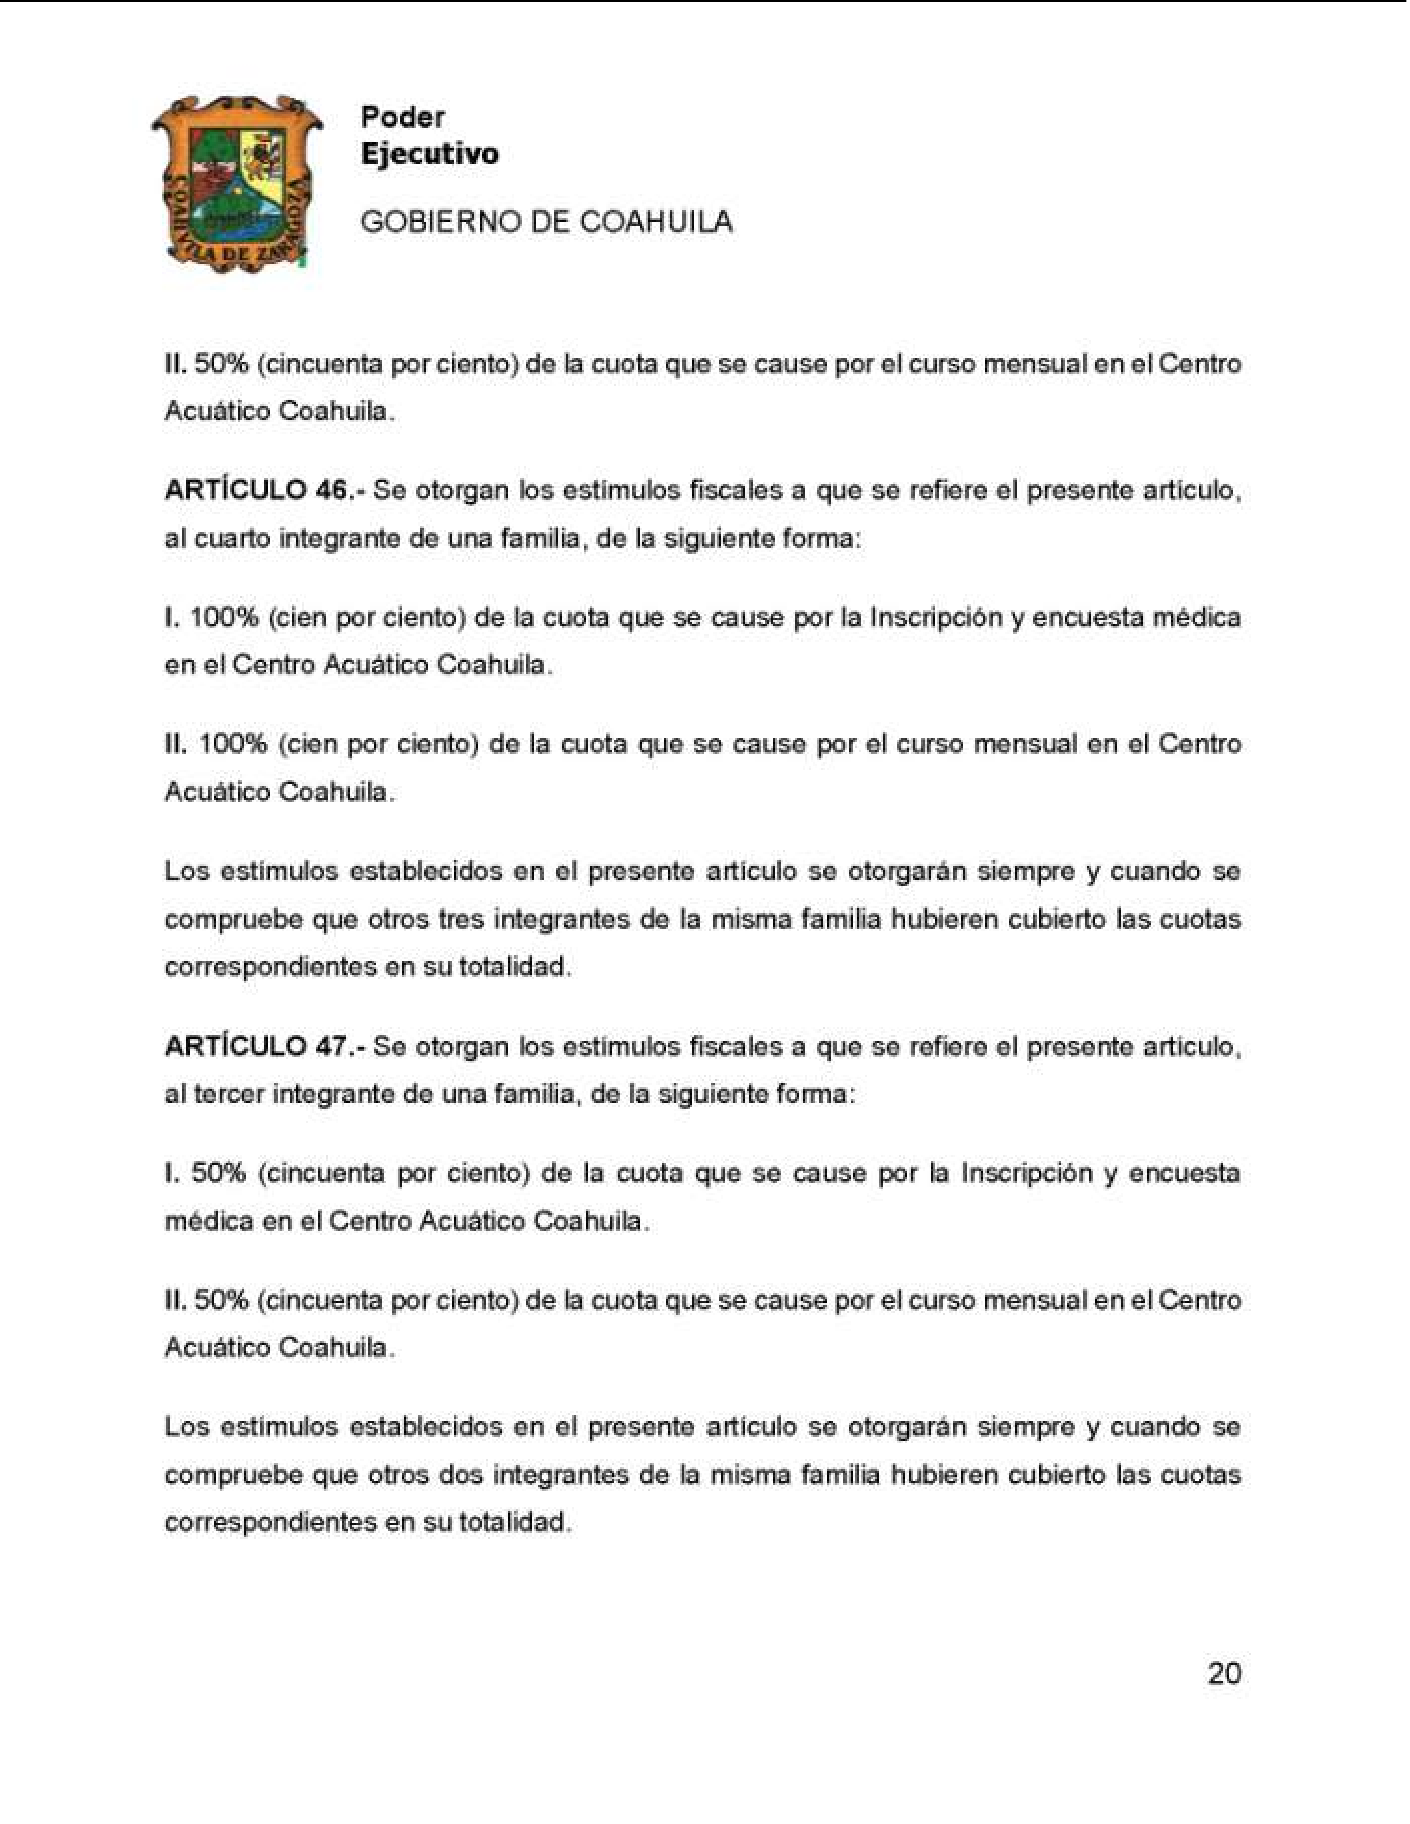 Poder
Ejecutivo
GOBIERNO DE COAHUILA
COAHVILA DE ZARAGOZA
II. 50% (cincuenta por ciento) de la cuota que se cause por el curso mensual en el Centro
Acuático Coahuila.
ARTÍCULO 46.- Se otorgan los estímulos fiscales a que se refiere el presente artículo,
al cuarto integrante de una familia, de la siguiente forma:
I. 100% (cien por ciento) de la cuota que se cause por la Inscripción y encuesta médica
en el Centro Acuático Coahuila.
II. 100% (cien por ciento) de la cuota que se cause por el curso mensual en el Centro
Acuático Coahuila.
Los estímulos establecidos en el presente artículo se otorgarán siempre y cuando se
compruebe que otros tres integrantes de la misma familia hubieren cubierto las cuotas
correspondientes en su totalidad.
ARTÍCULO 47.- Se otorgan los estímulos fiscales a que se refiere el presente artículo,
al tercer integrante de una familia, de la siguiente forma:
I. 50% (cincuenta por ciento) de la cuota que se cause por la Inscripción y encuesta
médica en el Centro Acuático Coahuila.
II. 50% (cincuenta por ciento) de la cuota que se cause por el curso mensual en el Centro
Acuático Coahuila.
Los estímulos establecidos en el presente artículo se otorgarán siempre y cuando se
compruebe que otros dos integrantes de la misma familia hubieren cubierto las cuotas
correspondientes en su totalidad.
20